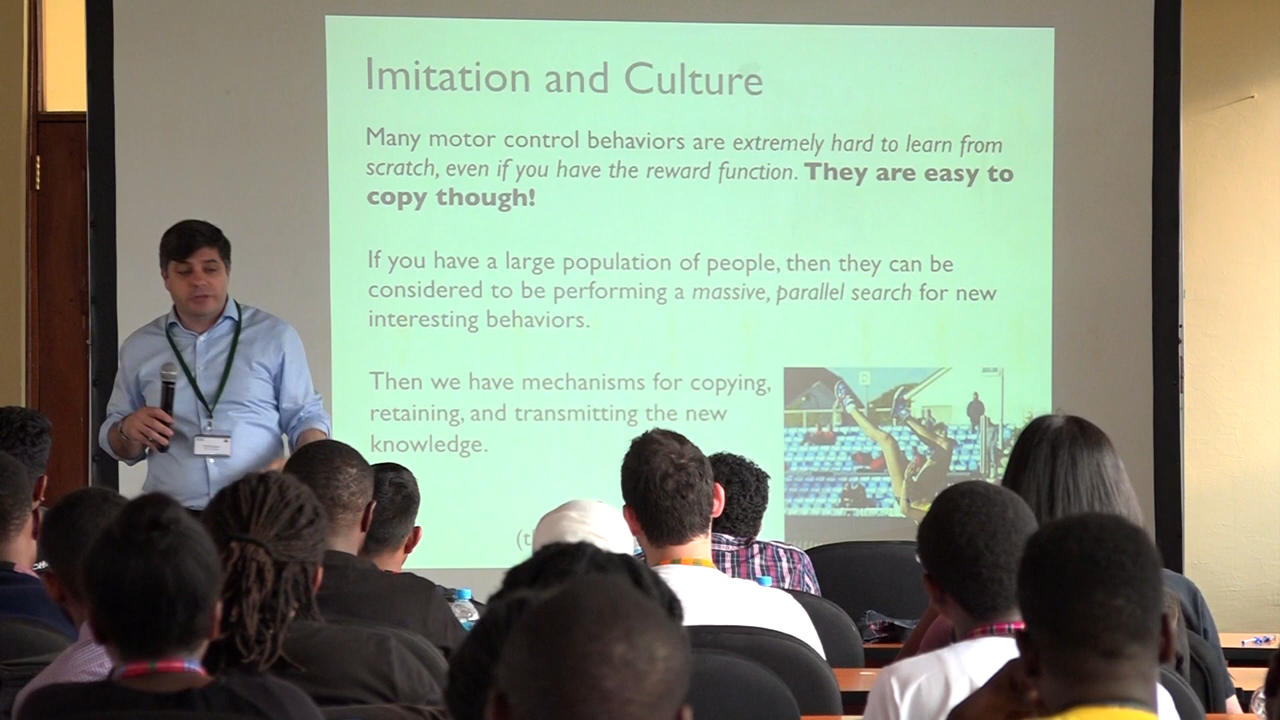 Imitation and Culture
Many motor control behaviors are extremely hard to learn from
scratch, even if you have the reward function. They are easy to
copy though!
If you have a large population of people, then they can be
considered to be performing a massive, parallel search for new
interesting behaviors.
Then we have mechanisms for copying,
retaining, and transmitting the new
knowledge.